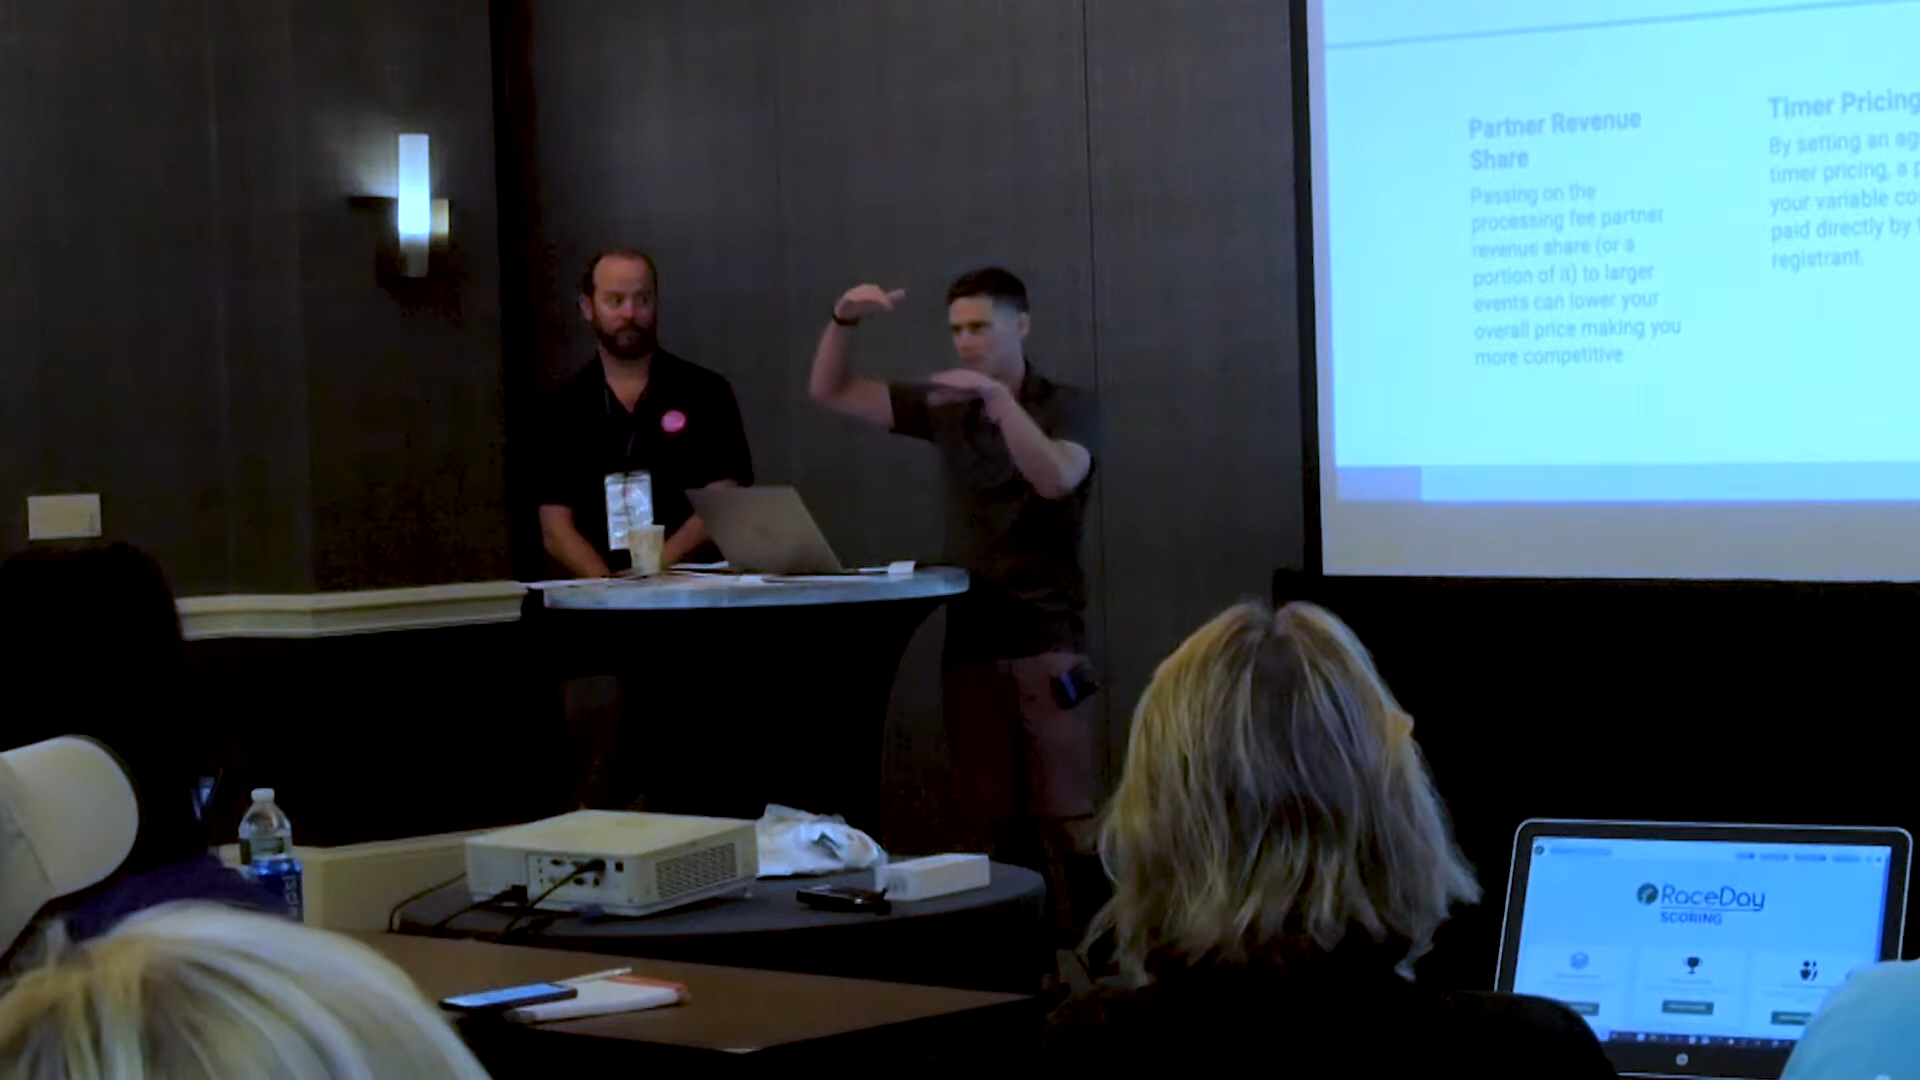 Partner Revenue
Share
Passing on the
processing fee partner
revenue share (or a
portion of it) to larger
events can lower your
overall price making you
more competitive.
Timer Pricing
By setting an
timer pricing, a
your variable
paid directly by
registrant.
RaceDay
SCORING